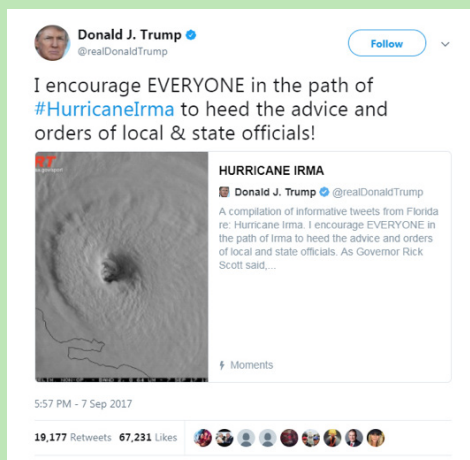 Donald J. Trump
@realDonaldTrump
Follow
I encourage EVERYONE in the path of
#HurricaneIrma to heed the advice and
orders of local & state officials!
RT
HURRICANE IRMA
Donald J. Trump @realDonaldTrump
A compilation of informative tweets from Florida
re: Hurricane Irma. I encourage EVERYONE in
the path of Irma to heed the advice and orders
of local and state officials. As Governor Rick
Scott said,...
Moments
5:57 PM - 7 Sep 2017
19,177 Retweets 67,231 Likes